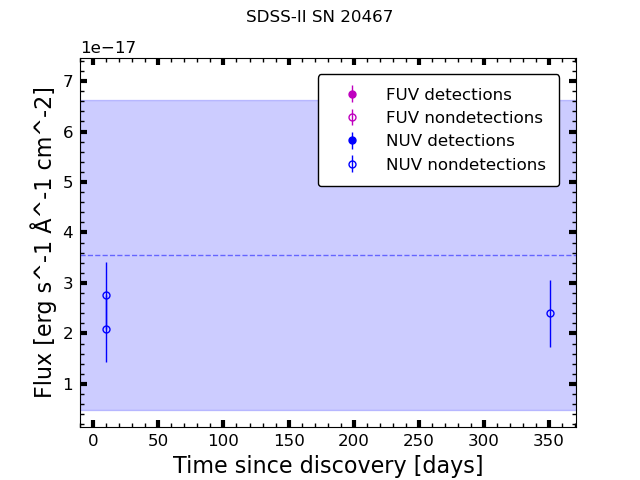 SDSS-II SN 20467
1e−17
7
6
5
4
3
2
1
Flux [erg s^-1 Å^-1 cm^-2]
FUV detections
FUV nondetections
NUV detections
NUV nondetections
0 50 100 150 200 250 300 350
Time since discovery [days]